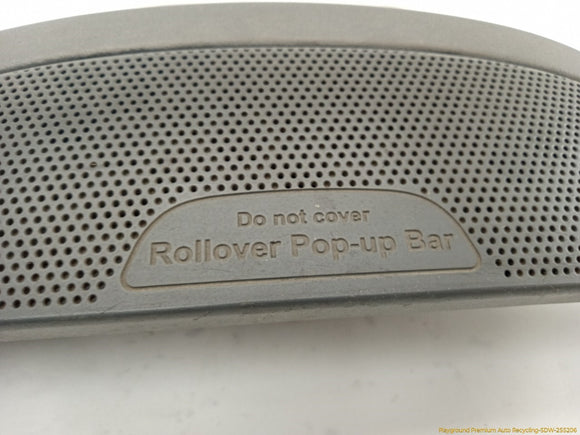 Do not cover
Rollover Pop-up Bar
Playground Premium Auto Recycling-SDW-255206